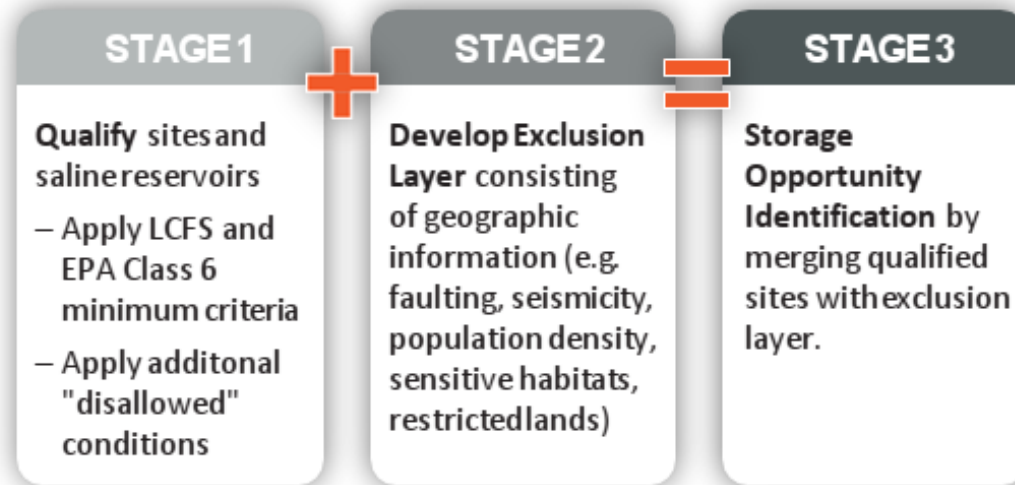 STAGE 1
Qualify sites and
saline reservoirs
– Apply LCFS and
EPA Class 6
minimum criteria
– Apply additonal
"disallowed"
conditions
+
STAGE 2
Develop Exclusion
Layer consisting
of geographic
information (e.g.
faulting, seismicity,
population density,
sensitive habitats,
restricted lands)
=
STAGE 3
Storage
Opportunity
Identification by
merging qualified
sites with exclusion
layer.